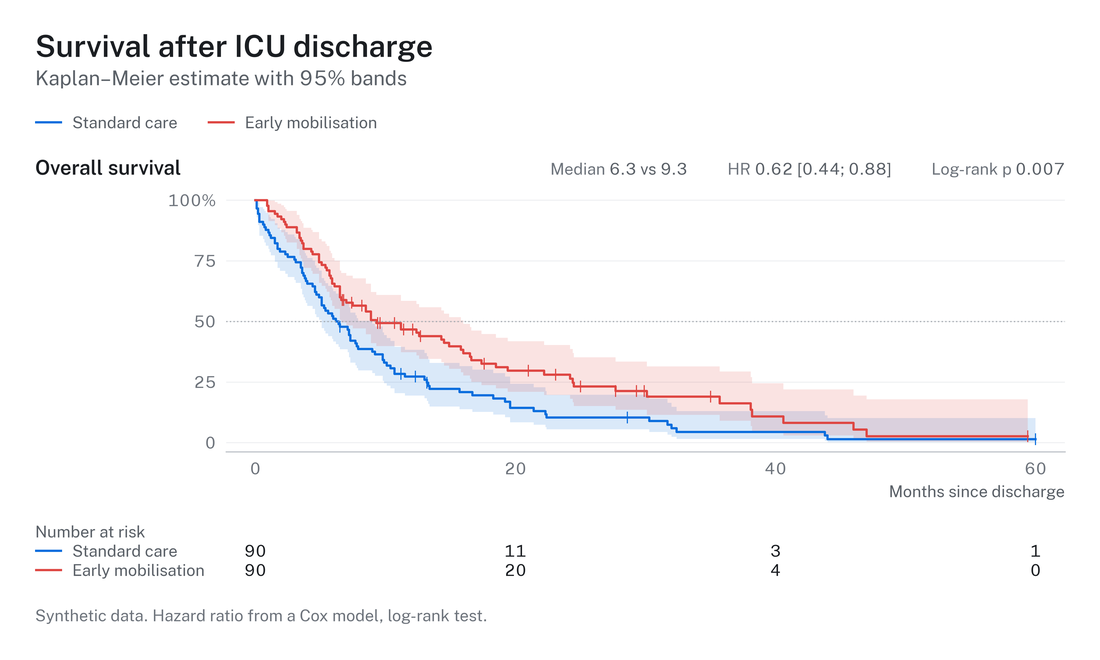 Survival after ICU discharge
Kaplan–Meier estimate with 95% bands
Standard care Early mobilisation
Overall survival Median 6.3 vs 9.3 HR 0.62 [0.44; 0.88] Log-rank p 0.007
100%
75
50
25
0
0 20 40 60
Months since discharge
Number at risk
Standard care 90 11 3 1
Early mobilisation 90 20 4 0
Synthetic data. Hazard ratio from a Cox model, log-rank test.